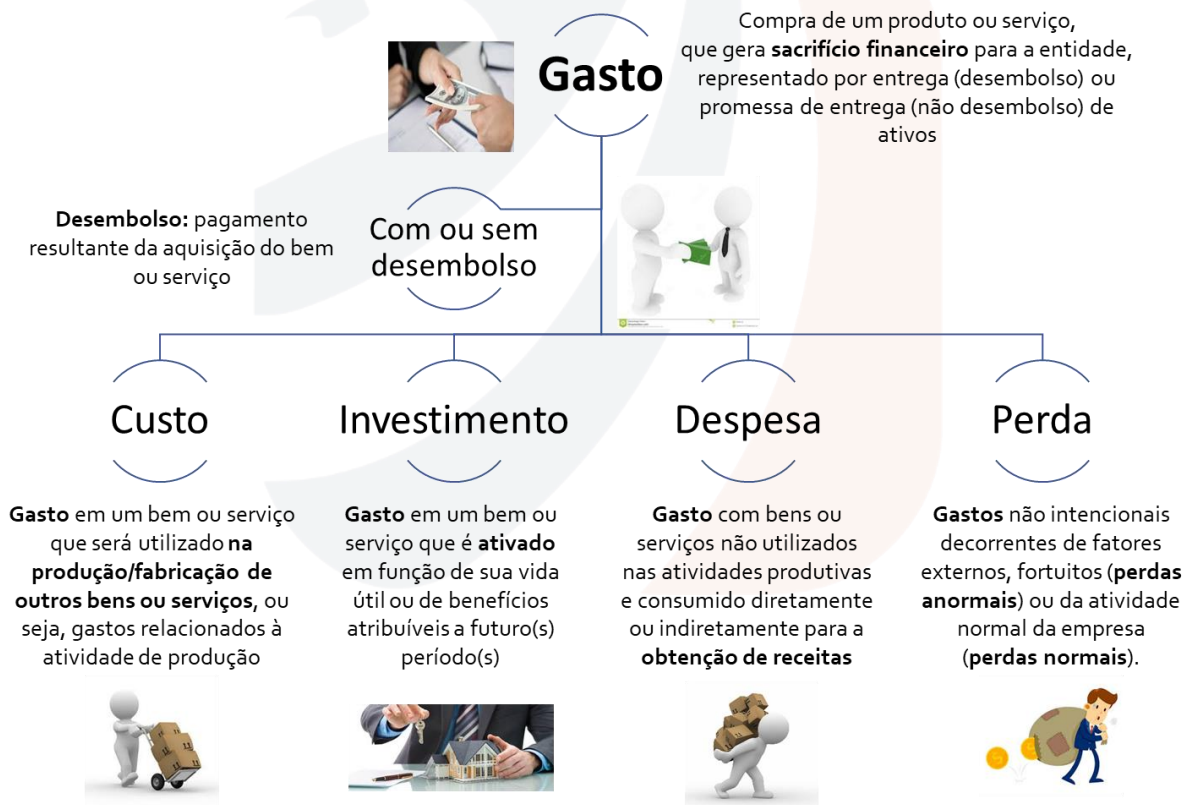 Gasto
Compra de um produto ou serviço,
que gera sacrifício financeiro para a entidade,
representado por entrega (desembolso) ou
promessa de entrega (não desembolso) de
ativos
Desembolso: pagamento
resultante da aquisição do bem
ou serviço
Com ou sem
desembolso
Custo
Investimento
Despesa
Perda
Gasto em um bem ou serviço
que será utilizado na
produção/fabricação de
outros bens ou serviços, ou
seja, gastos relacionados à
atividade de produção
Gasto em um bem ou
serviço que é ativado
em função de sua vida
útil ou de benefícios
atribuíveis a futuro(s)
período(s)
Gasto com bens ou
serviços não utilizados
nas atividades produtivas
e consumido diretamente
ou indiretamente para a
obtenção de receitas
Gastos não intencionais
decorrentes de fatores
externos, fortuitos (perdas
anormais) ou da atividade
normal da empresa
(perdas normais).